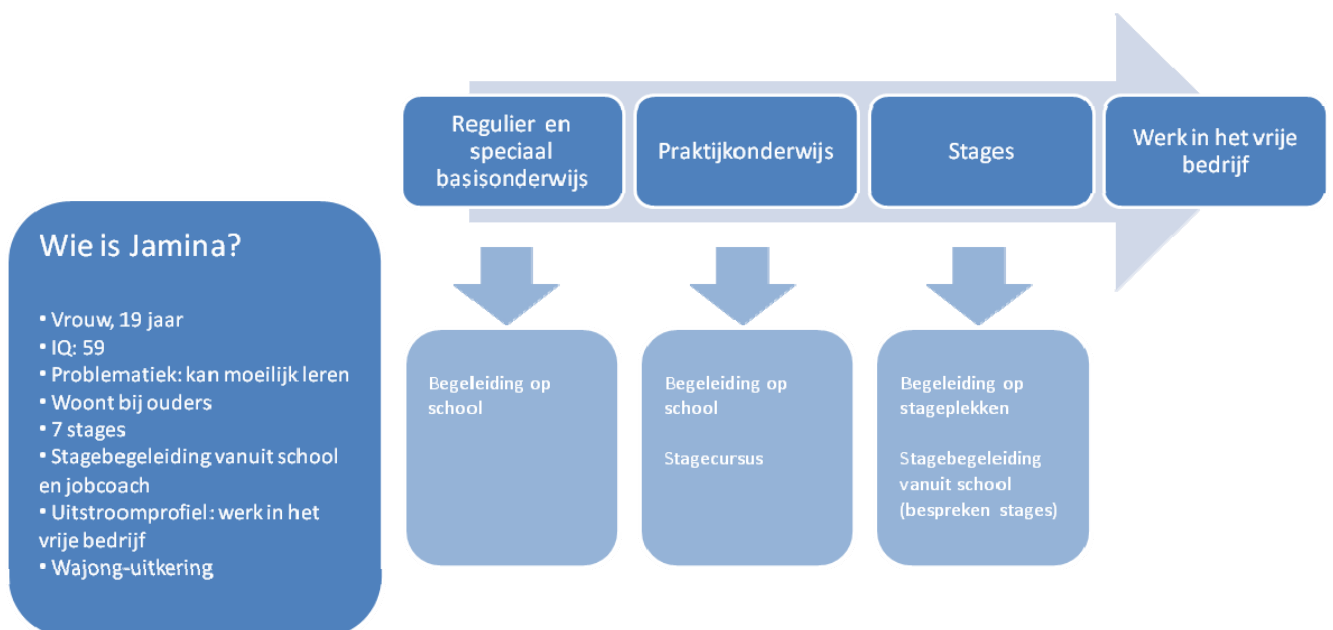 Regulier en
speciaal
basisonderwijs
Praktijkonderwijs
Stages
Werk in het vrije
bedrijf
Wie is Jamina?
• Vrouw, 19 jaar
• IQ: 59
• Problematiek: kan moeilijk leren
• Woont bij ouders
• 7 stages
• Stagebegeleiding vanuit school
en jobcoach
• Uitstroomprofiel: werk in het
vrije bedrijf
• Wajong-uitkering
Begeleiding op
school
Begeleiding op
school
Stagecursus
Begeleiding op
stageplekken
Stagebegeleiding
vanuit school
(bespreken stages)